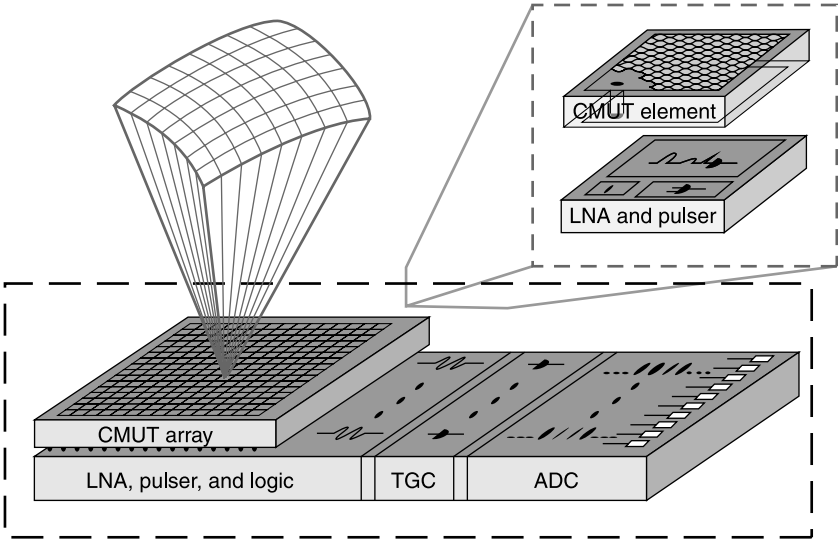 CMUT element
LNA and pulser
CMUT array
LNA, pulser, and logic
TGC
ADC